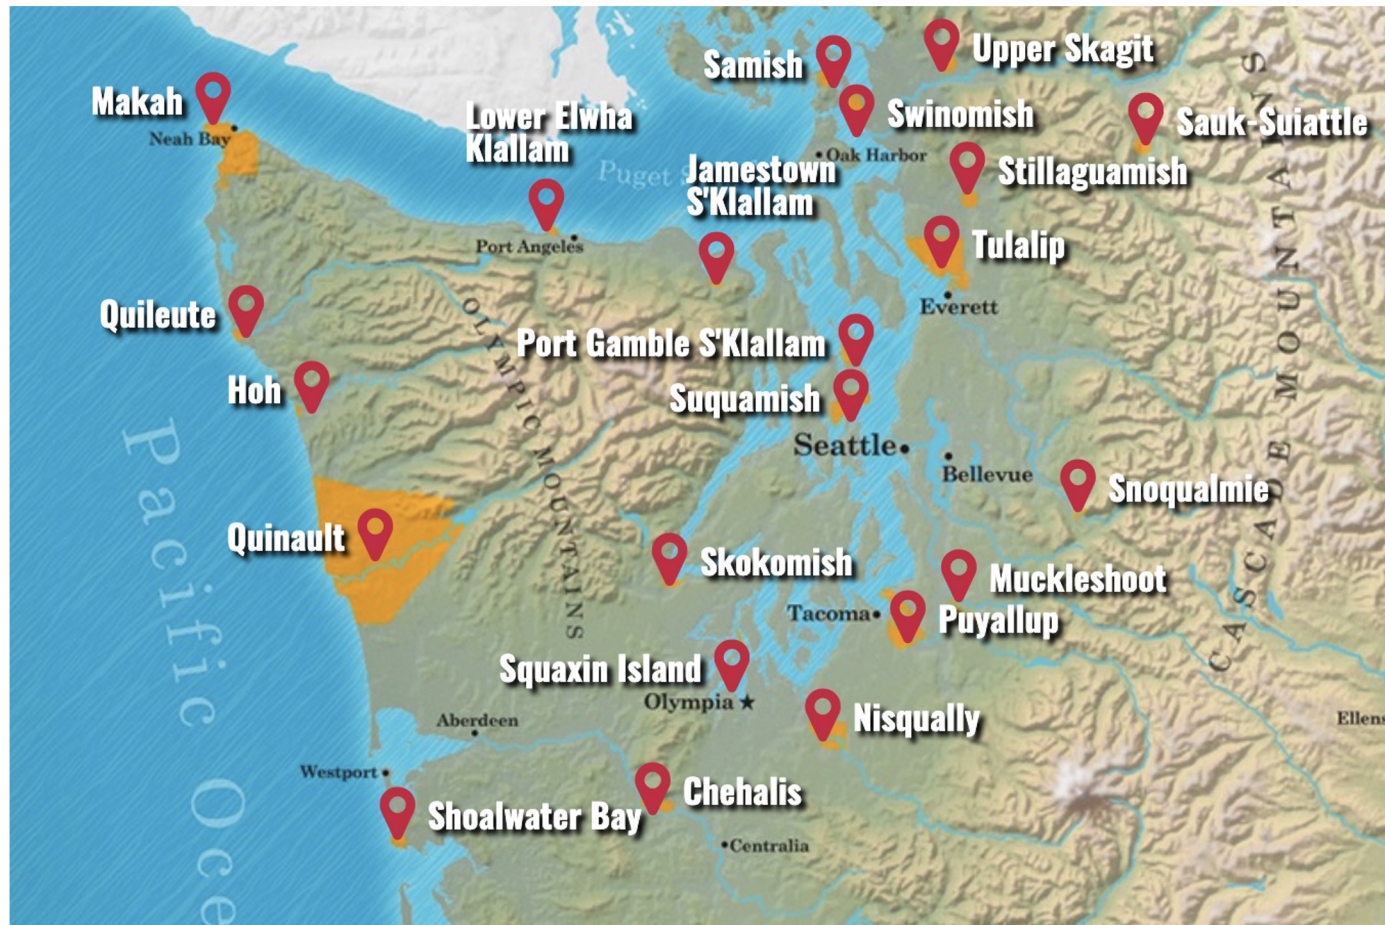 Upper Skagit
Samish
Makah
Swinomish
Sauk-Suiattle
Lower Elwha
Klallam
Neah Bay
Oak Harbor
Jamestown
S'Klallam
Puget S
Stillaguamish
Port Angeles
Tulalip
Everett
Quileute
Port Gamble S'Klallam
Hoh
Suquamish
OLYMPIC MOUNTAINS
CASCADE MOUNTAINS
Seattle
Bellevue
Snoqualmie
Pacific Oce
Quinault
Skokomish
Muckleshoot
Tacoma
Puyallup
Squaxin Island
Olympia
Nisqually
Ellens
Aberdeen
Westport
Chehalis
Shoalwater Bay
Centralia